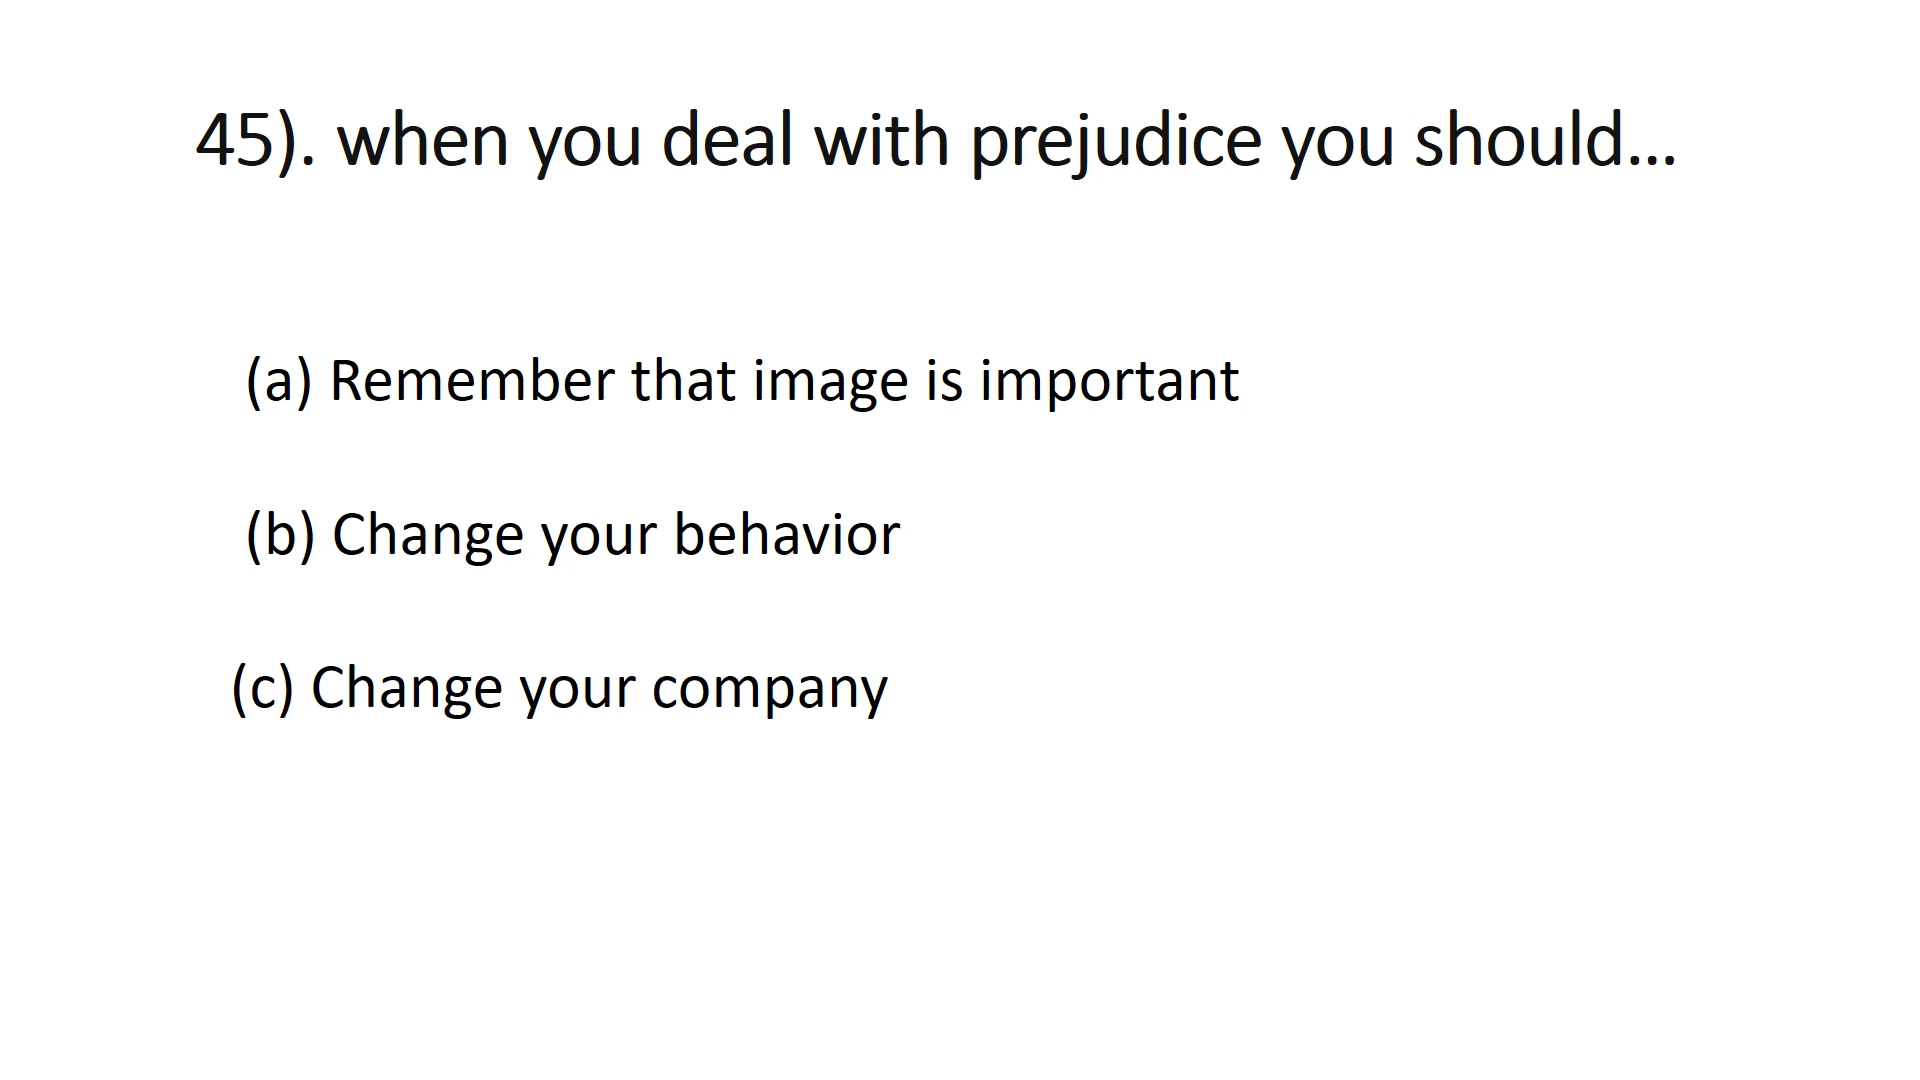 45). when you deal with prejudice you should...
(a) Remember that image is important
(b) Change your behavior
(c) Change your company